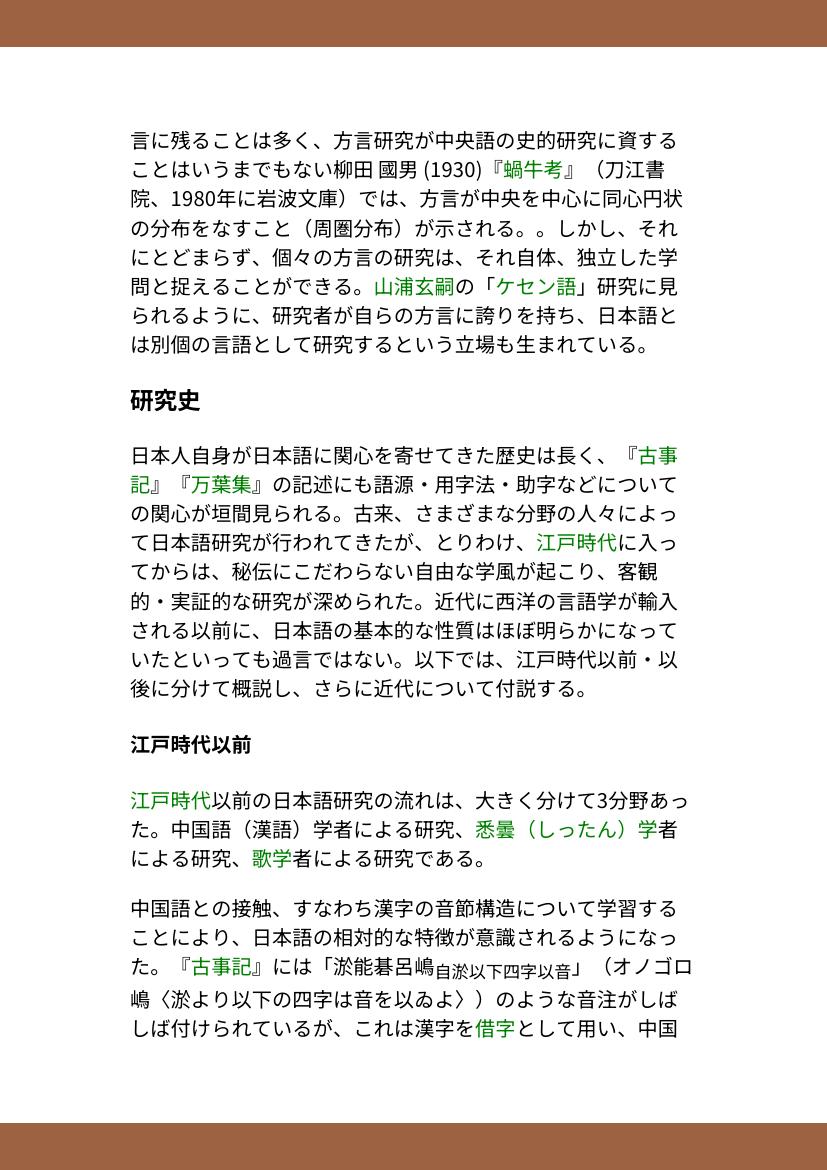 言に残ることは多く、方言研究が中央語の史的研究に資する
ことはいうまでもない柳田 國男 (1930)『蝸牛考』（刀江書
院、1980年に岩波文庫）では、方言が中央を中心に同心円状
の分布をなすこと（周圏分布）が示される。。しかし、それ
にとどまらず、個々の方言の研究は、それ自体、独立した学
問と捉えることができる。山浦玄嗣の「ケセン語」研究に見
られるように、研究者が自らの方言に誇りを持ち、日本語と
は別個の言語として研究するという立場も生まれている。
研究史
日本人自身が日本語に関心を寄せてきた歴史は長く、『古事
記』『万葉集』の記述にも語源・用字法・助字などについて
の関心が垣間見られる。古来、さまざまな分野の人々によっ
て日本語研究が行われてきたが、とりわけ、江戸時代に入っ
てからは、秘伝にこだわらない自由な学風が起こり、客観
的・実証的な研究が深められた。近代に西洋の言語学が輸入
される以前に、日本語の基本的な性質はほぼ明らかになって
いたといっても過言ではない。以下では、江戸時代以前・以
後に分けて概説し、さらに近代について付説する。
江戸時代以前
江戸時代以前の日本語研究の流れは、大きく分けて3分野あっ
た。中国語（漢語）学者による研究、悉曇（しったん）学者
による研究、歌学者による研究である。
中国語との接触、すなわち漢字の音節構造について学習する
ことにより、日本語の相対的な特徴が意識されるようになっ
た。『古事記』には「淤能碁呂嶋自淤以下四字以音」（オノゴロ
嶋〈淤より以下の四字は音を以ゐよ〉）のような音注がしば
しば付けられているが、これは漢字を借字として用い、中国